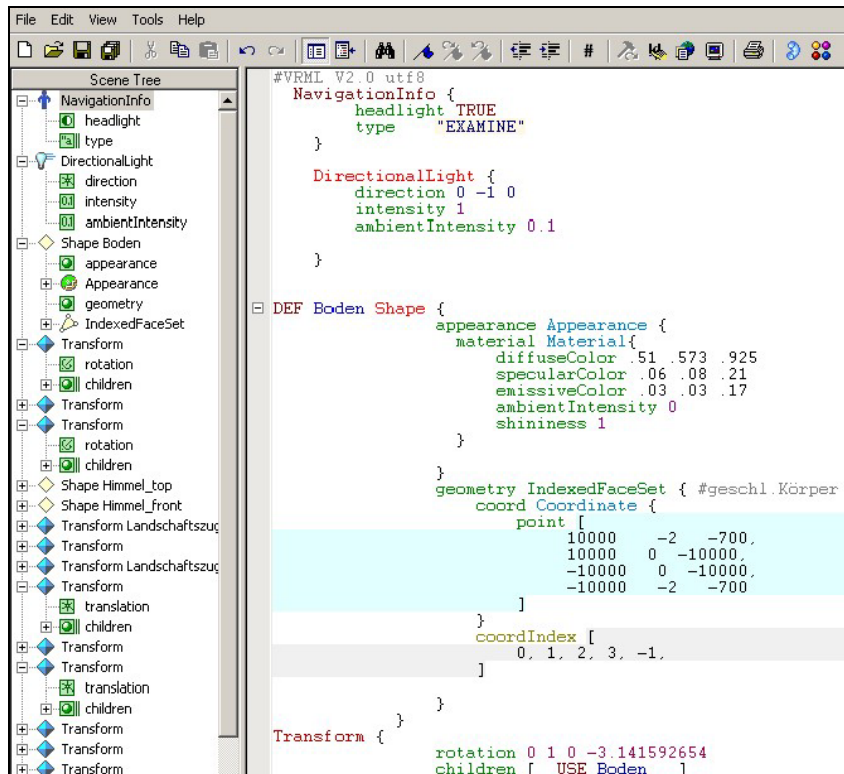 File Edit View Tools Help
Scene Tree
NavigationInfo
headlight
type
DirectionalLight
direction
intensity
ambientIntensity
Shape Boden
appearance
Appearance
geometry
IndexedFaceSet
Transform
rotation
children
Transform
Transform
rotation
children
Shape Himmel_top
Shape Himmel_front
Transform Landschaftszug
Transform
Transform Landschaftszug
Transform
translation
children
Transform
Transform
translation
children
Transform
Transform
Transform
#VRML V2.0 utf8
NavigationInfo {
headlight TRUE
type "EXAMINE"
}
DirectionalLight {
direction 0 -1 0
intensity 1
ambientIntensity 0.1
}
DEF Boden Shape {
appearance Appearance {
material Material{
diffuseColor .51 .573 .925
specularColor .06 .08 .21
emissiveColor .03 .03 .17
ambientIntensity 0
shininess 1
}
}
geometry IndexedFaceSet { #geschl.Körper
coord Coordinate {
point [
10000 -2 -700,
10000 0 -10000,
-10000 0 -10000,
-10000 -2 -700
]
}
coordIndex [
0, 1, 2, 3, -1,
]
}
}
Transform {
rotation 0 1 0 -3.141592654
children [ USE Boden ]